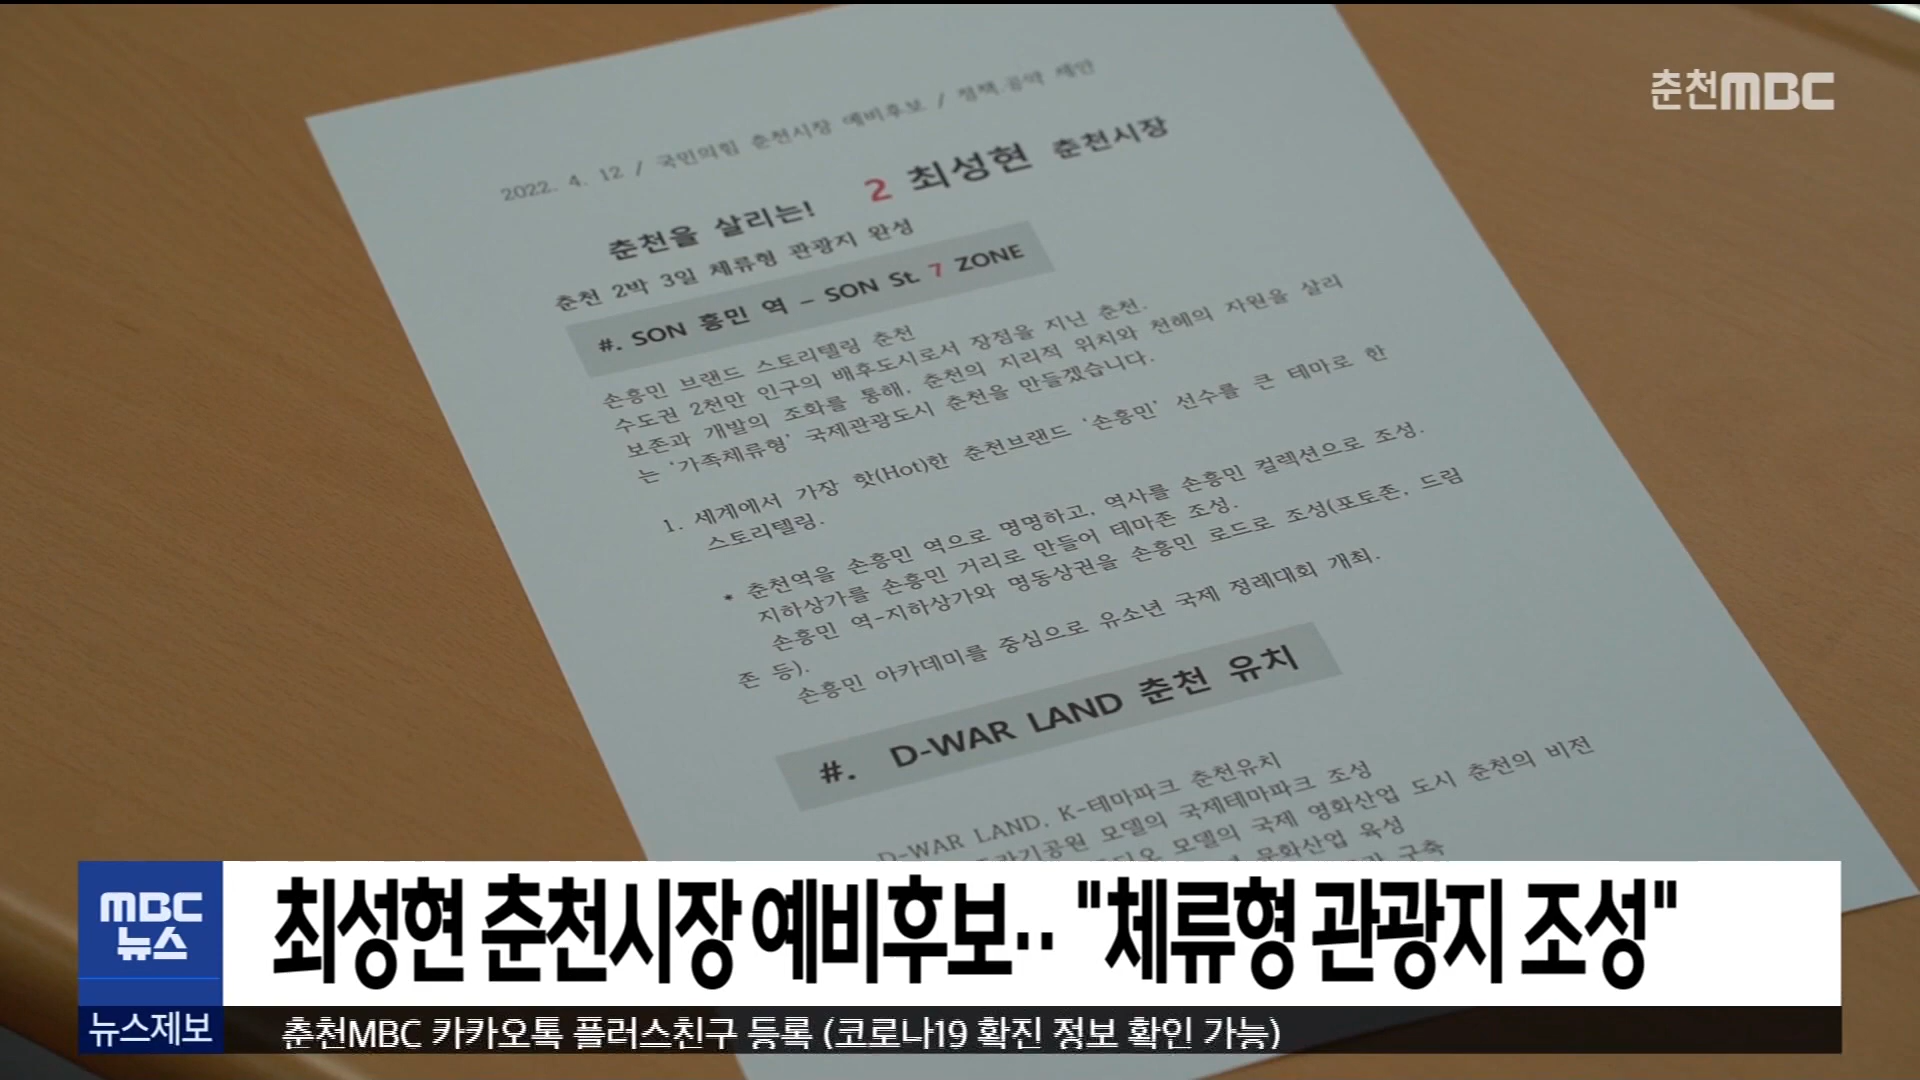 춘천MBC
2022. 4. 12 / 국민의힘 춘천시장 예비후보 / 정책.공약 제안
춘천을 살리는! 2 최성현 춘천시장
춘천 2박 3일 체류형 관광지 완성
#. SON 흥민 역 - SON St. 7 ZONE
손흥민 브랜드 스토리텔링 춘천
수도권 2천만 인구의 배후도시로서 장점을 지닌 춘천.
보존과 개발의 조화를 통해, 춘천의 지리적 위치와 천혜의 자원을 살리
는 '가족체류형' 국제관광도시 춘천을 만들겠습니다.
1. 세계에서 가장 핫(Hot)한 춘천브랜드 '손흥민' 선수를 큰 테마로 한
스토리텔링.
* 춘천역을 손흥민 역으로 명명하고, 역사를 손흥민 컬렉션으로 조성.
지하상가를 손흥민 거리로 만들어 테마존 조성.
손흥민 역-지하상가와 명동상권을 손흥민 로드로 조성(포토존, 드림
존 등).
손흥민 아카데미를 중심으로 유소년 국제 정례대회 개최.
#. D-WAR LAND 춘천 유치
D-WAR LAND, K-테마파크 춘천유치
쥬라기공원 모델의 국제테마파크 조성
모델의 국제 영화산업 도시 춘천의 비전
문화산업 육성
구축
MBC
뉴스
최성현 춘천시장 예비후보‥ "체류형 관광지 조성"
뉴스제보
춘천MBC 카카오톡 플러스친구 등록 (코로나19 확진 정보 확인 가능)